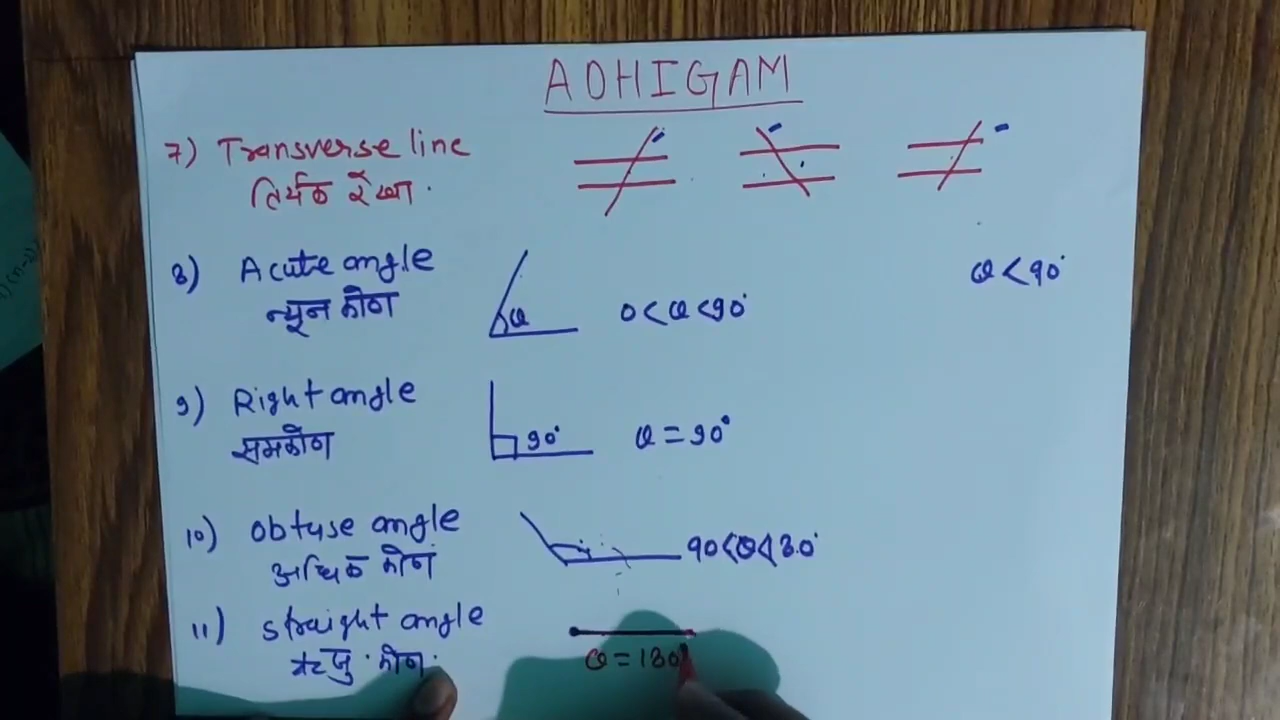 ADHIGAM
7) Transverse line
तिर्यक रेखा.
8) Acute angle
न्यून कोण
θ
0<θ<90°
θ<90°
9) Right angle
समकोण
90°
θ=90°
10) Obtuse angle
अधिक कोण
90<θ<180°
11) straight angle
ऋजु कोण
θ=180°